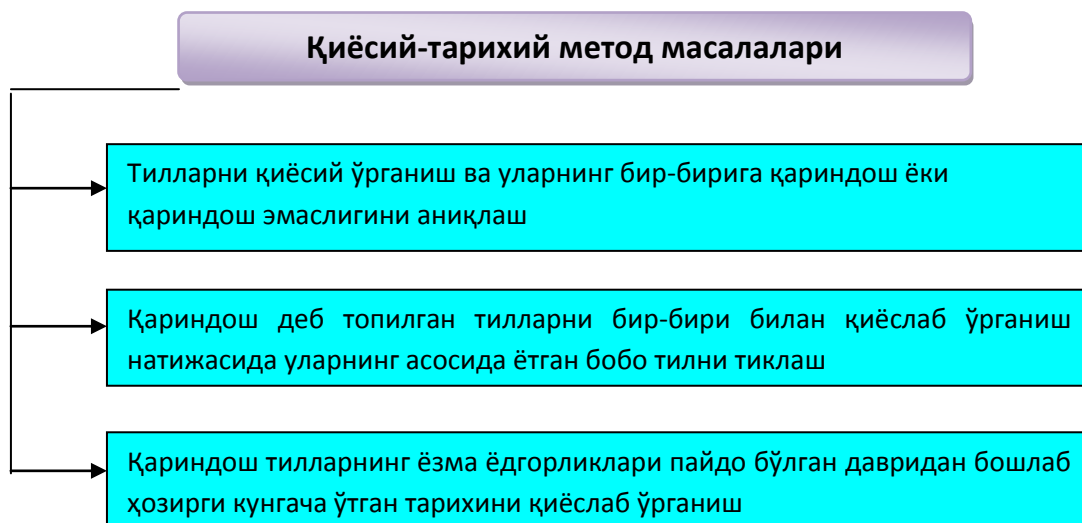 Қиёсий-тарихий метод масалалари
Тилларни қиёсий ўрганиш ва уларнинг бир-бирига қариндош ёки
қариндош эмаслигини аниқлаш
Қариндош деб топилган тилларни бир-бири билан қиёслаб ўрганиш
натижасида уларнинг асосида ётган бобо тилни тиклаш
Қариндош тилларнинг ёзма ёдгорликлари пайдо бўлган давридан бошлаб
ҳозирги кунгача ўтган тарихини қиёслаб ўрганиш